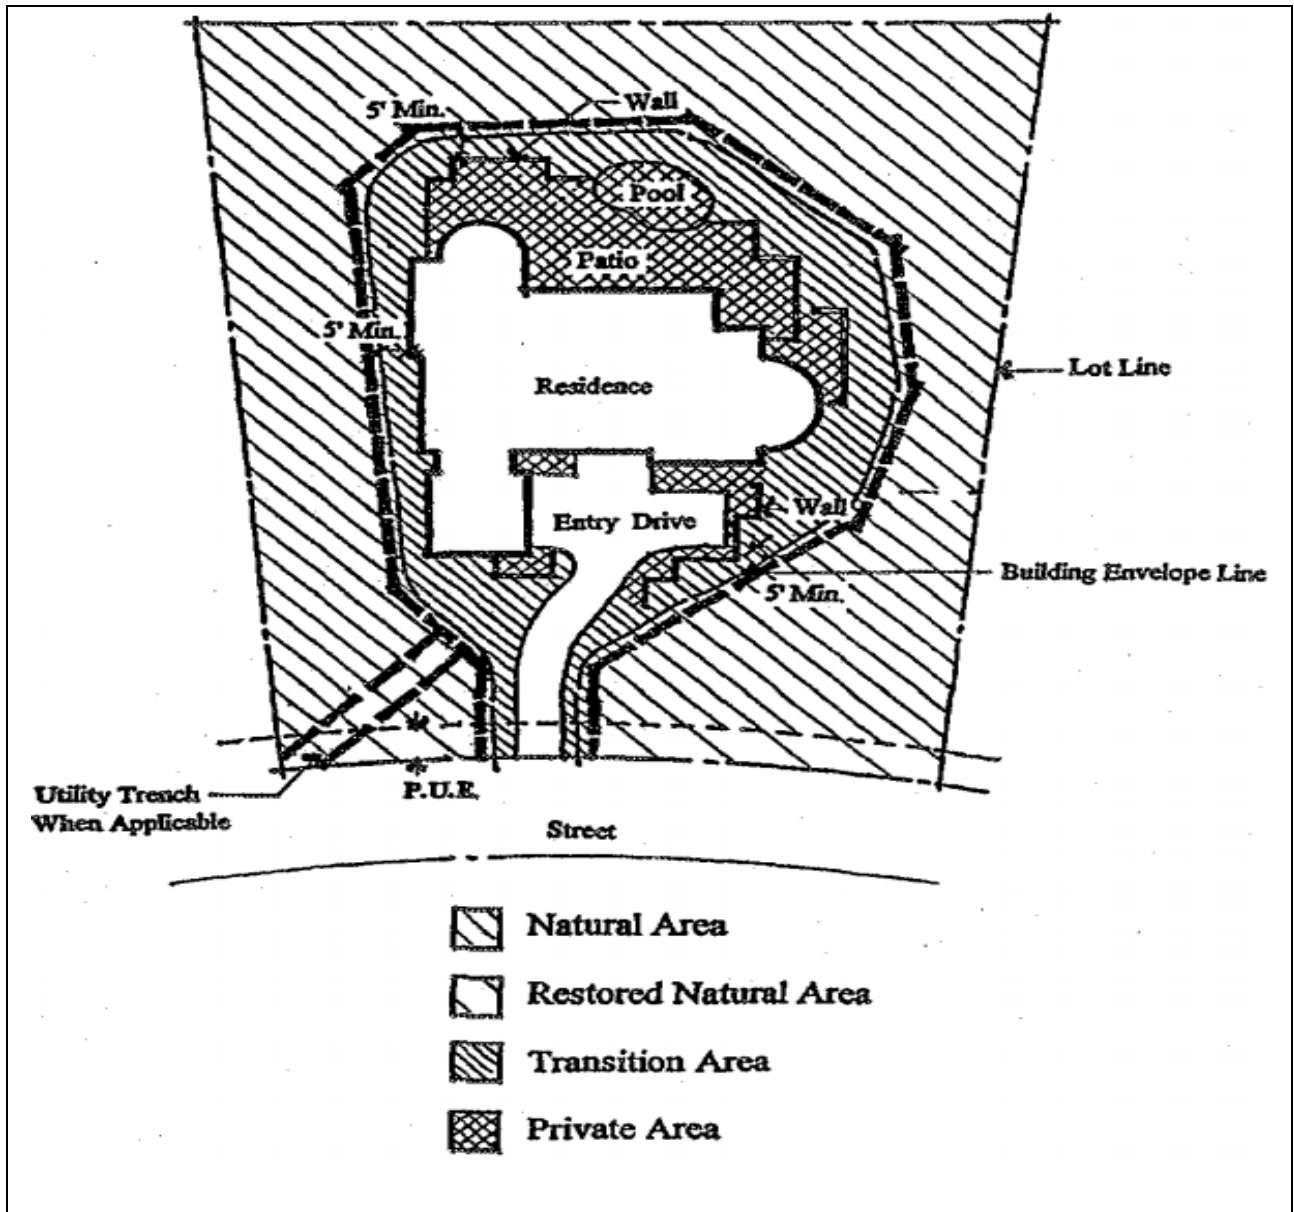 5' Min.
Wall
Pool
Patio
5' Min.
Lot Line
Residence
Wall
Entry Drive
Building Envelope Line
5' Min.
Utility Trench
When Applicable
P.U.E.
Street
Natural Area
Restored Natural Area
Transition Area
Private Area